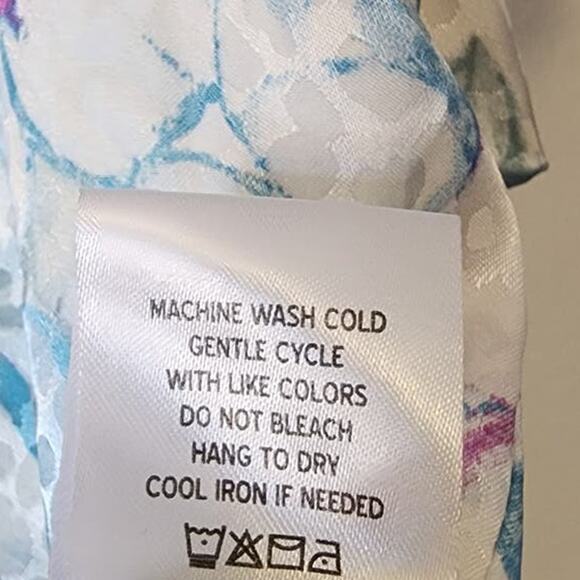 MACHINE WASH COLD
GENTLE CYCLE
WITH LIKE COLORS
DO NOT BLEACH
HANG TO DRY
COOL IRON IF NEEDED